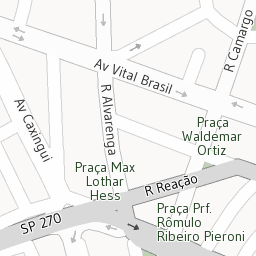 R Camargo
Av Vital Brasil
R Alvarenga
Av Caxingui
Praça
Waldemar
Ortiz
Praça Max
Lothar
Hess
R Reação
SP 270
Praça Prf.
Rômulo
Ribeiro Pieroni